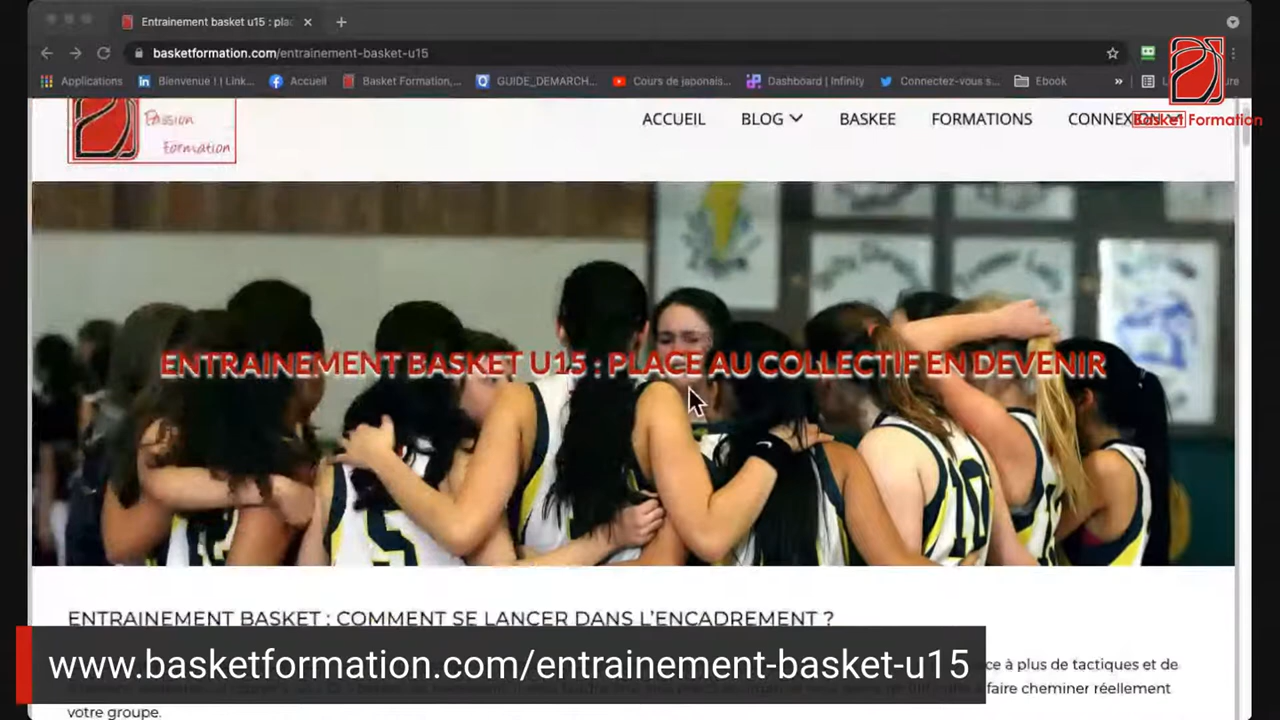 Entrainement basket u15 : plac
basketformation.com/entrainement-basket-u15
Applications
Bienvenue ! | Link...
Accueil
Basket Formation,...
GUIDE_DEMARCH...
Cours de japonais...
Dashboard | Infinity
Connectez-vous s...
Ebook
»
Passion
Formation
ACCUEIL
BLOG
BASKEE
FORMATIONS
CONNEXION
Basket Formation
ENTRAINEMENT BASKET U15 : PLACE AU COLLECTIF EN DEVENIR
5
10
ENTRAINEMENT BASKET : COMMENT SE LANCER DANS L'ENCADREMENT ?
www.basketformation.com/entrainement-basket-u15
ce à plus de tactiques et de
faire cheminer réellement
votre groupe.